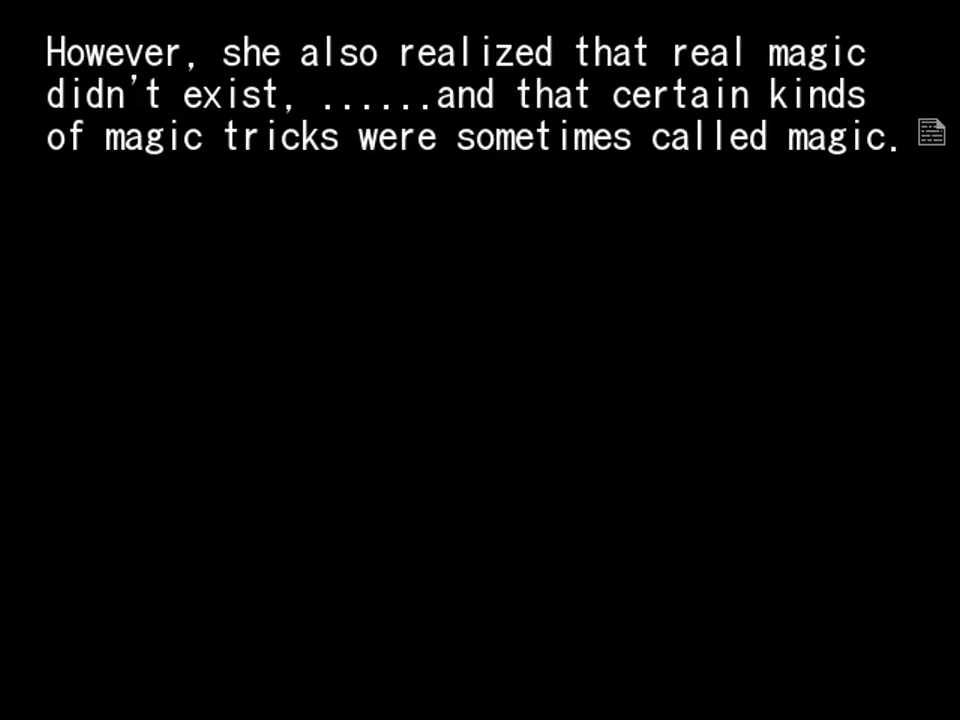 However, she also realized that real magic
didn't exist, ......and that certain kinds
of magic tricks were sometimes called magic.